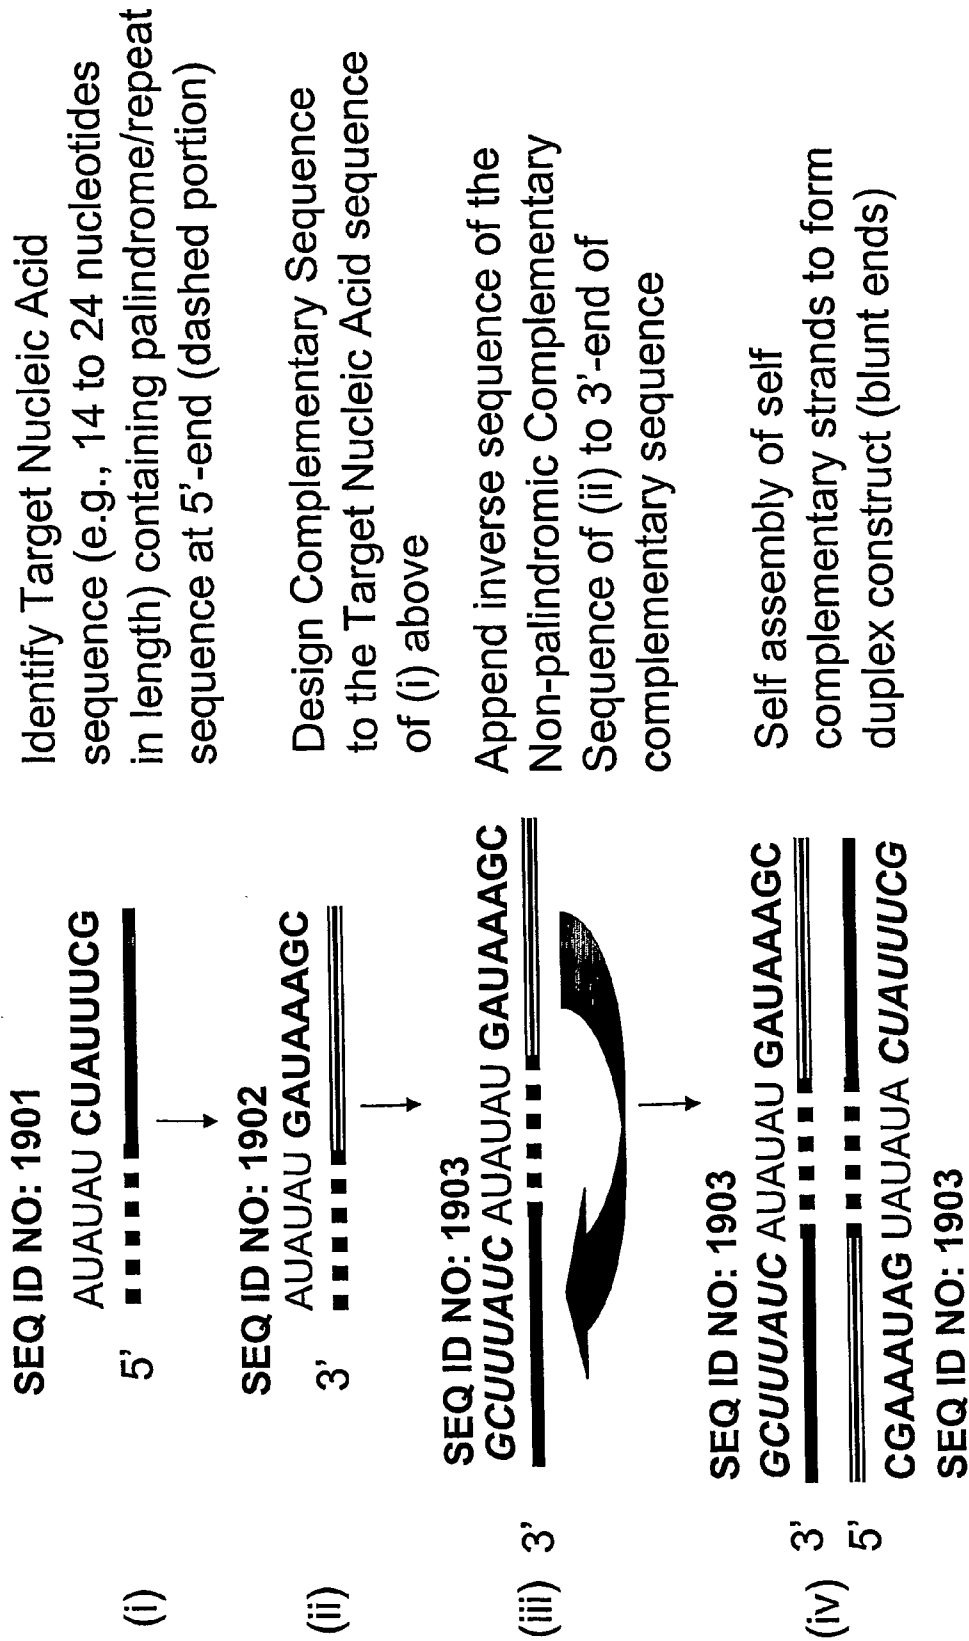 (i)
SEQ ID NO: 1901
AUAUAU CUAUUUCG
5’
Identify Target Nucleic Acid
sequence (e.g., 14 to 24 nucleotides
in length) containing palindrome/repeat
sequence at 5’-end (dashed portion)
(ii)
SEQ ID NO: 1902
AUAUAU GAUAAAGC
3’
Design Complementary Sequence
to the Target Nucleic Acid sequence
of (i) above
(iii)
SEQ ID NO: 1903
GCUUUAUC AUAUAU GAUAAAGC
3’
Append inverse sequence of the
Non-palindromic Complementary
Sequence of (ii) to 3’-end of
complementary sequence
(iv)
SEQ ID NO: 1903
GCUUUAUC AUAUAU GAUAAAGC
3’
5’
CGAAAUAG UAUAUA CUAUUUCG
SEQ ID NO: 1903
Self assembly of self
complementary strands to form
duplex construct (blunt ends)